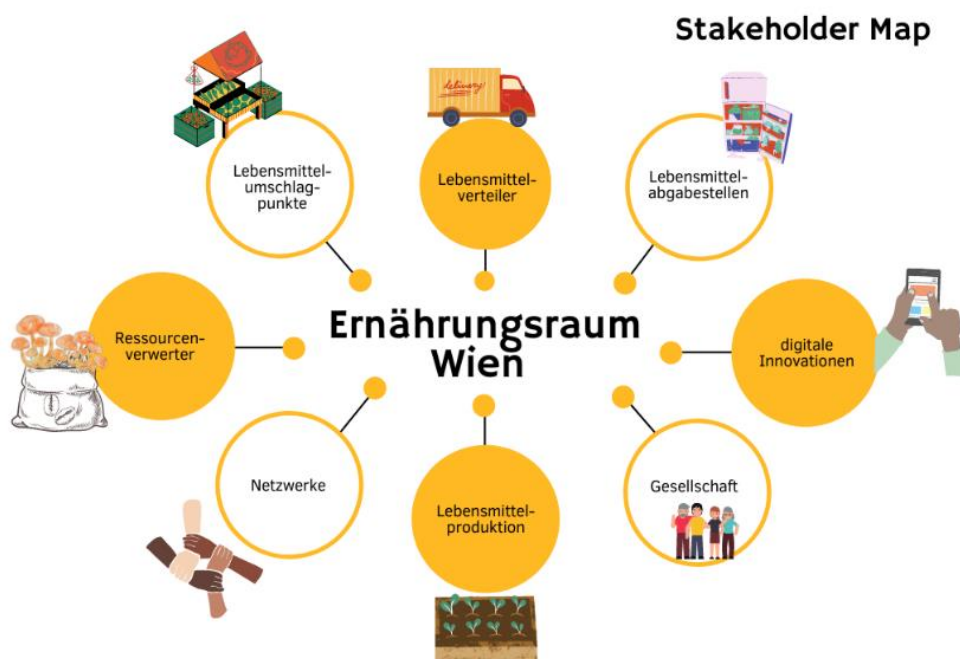 Stakeholder Map
Lebensmittel-
umschlag-
punkte
delivery
Lebensmittel-
verteiler
Lebensmittel-
abgabestellen
Ressourcen-
verwerter
Ernährungsraum
Wien
digitale
Innovationen
Netzwerke
Lebensmittel-
produktion
Gesellschaft